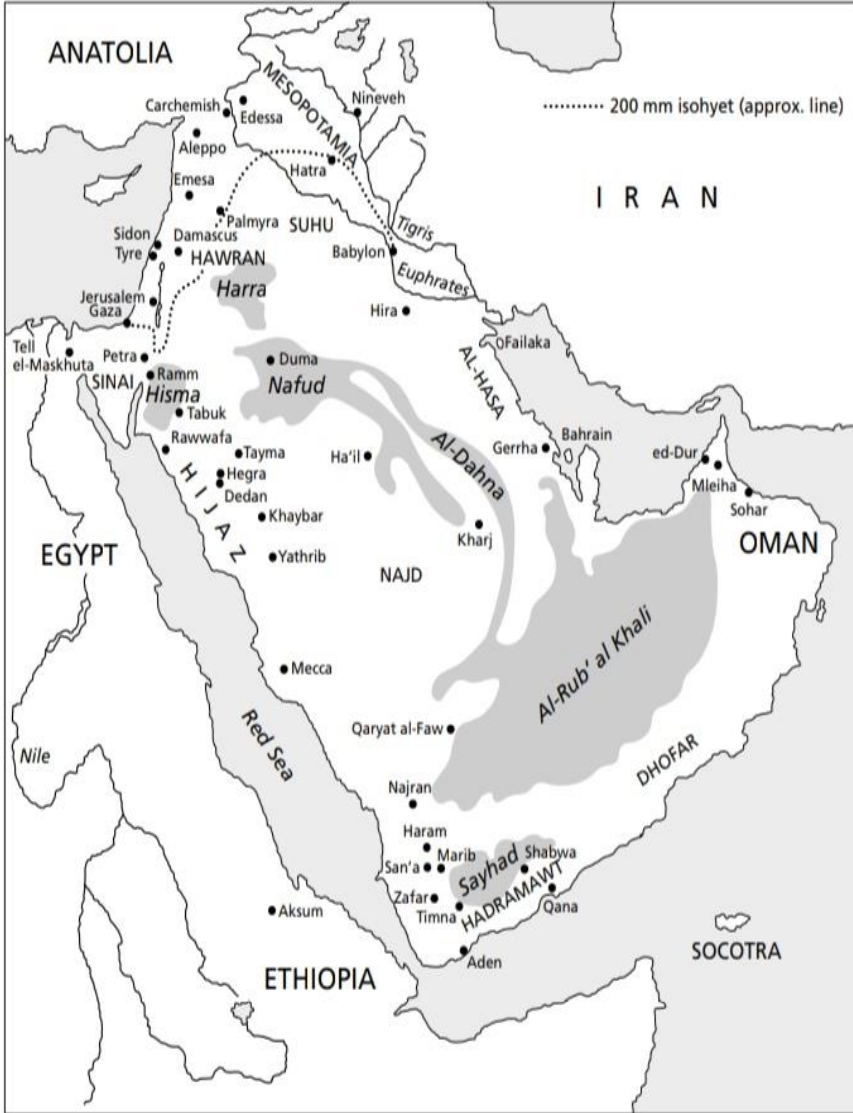 ANATOLIA
MESOPOTAMIA
Carchemish
Edessa
Nineveh
200 mm isohyet (approx. line)
Aleppo
Hatra
Emesa
I R A N
Palmyra
SUHU
Tigris
Sidon
Damascus
Tyre
HAWRAN
Babylon
Euphrates
Harra
Jerusalem
Gaza
Hira
Failaka
Tell
el-Maskhuta
Petra
Duma
AL-HASA
SINAI
Ramm
Hisma
Nafud
Tabuk
Rawwafa
Tayma
Ha'il
Al-Dahna
Gerrha
Bahrain
ed-Dur
Hegra
Mleiha
Dedan
HIJAZ
Sohar
Khaybar
Kharj
EGYPT
OMAN
Yathrib
NAJD
Mecca
Al-Rub' al Khali
Red Sea
Qaryat al-Faw
Nile
DHOFAR
Najran
Haram
Marib
Shabwa
San'a
Sayhad
Zafar
HADRAMAWT
Timna
Qana
Aksum
Aden
SOCOTRA
ETHIOPIA